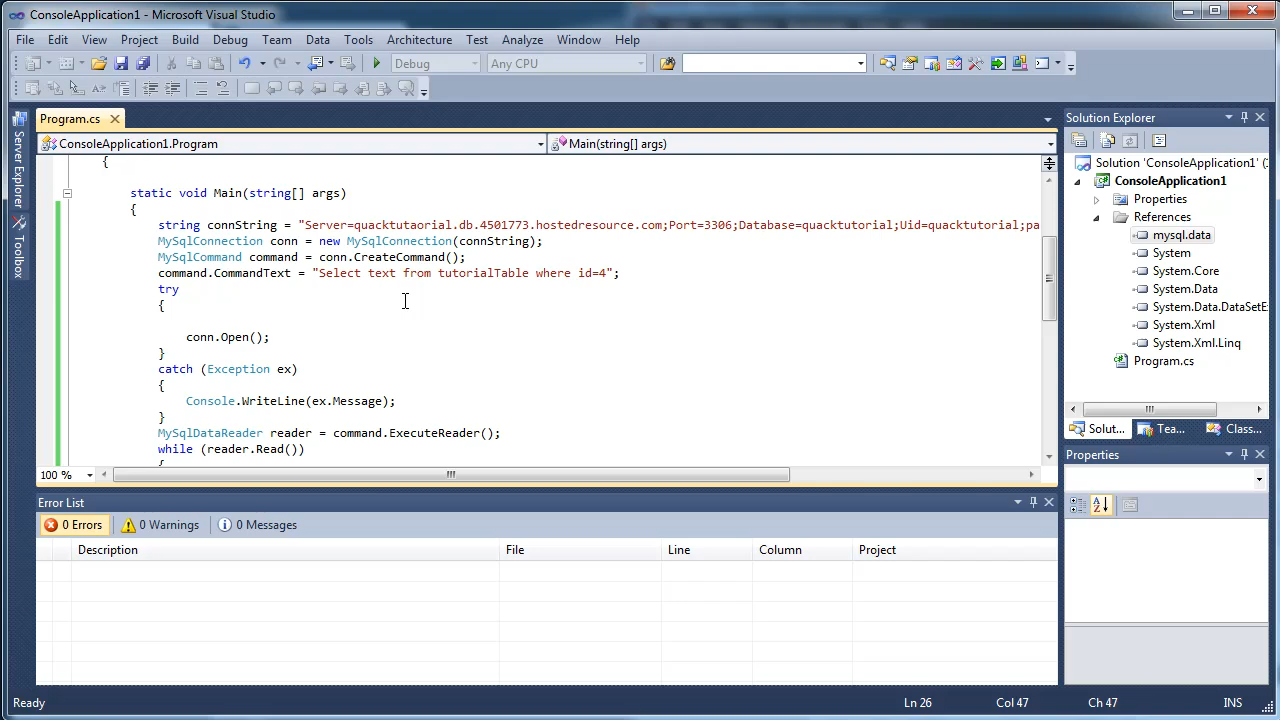 ConsoleApplication1 - Microsoft Visual Studio
File Edit View Project Build Debug Team Data Tools Architecture Test Analyze Window Help
Debug Any CPU
Server Explorer
Toolbox
Program.cs
ConsoleApplication1.Program Main(string[] args)
{
static void Main(string[] args)
{
string connString = "Server=quacktutaorial.db.4501773.hostedresource.com;Port=3306;Database=quacktutorial;Uid=quacktutorial;pa
MySqlConnection conn = new MySqlConnection(connString);
MySqlCommand command = conn.CreateCommand();
command.CommandText = "Select text from tutorialTable where id=4";
try
{
conn.Open();
}
catch (Exception ex)
{
Console.WriteLine(ex.Message);
}
MySqlDataReader reader = command.ExecuteReader();
while (reader.Read())
{
100 %
Solution Explorer
Solution 'ConsoleApplication1' (
ConsoleApplication1
Properties
References
mysql.data
System
System.Core
System.Data
System.Data.DataSetE
System.Xml
System.Xml.Linq
Program.cs
Solut... Tea... Class...
Properties
Error List
0 Errors 0 Warnings 0 Messages
Description File Line Column Project
Ready Ln 26 Col 47 Ch 47 INS